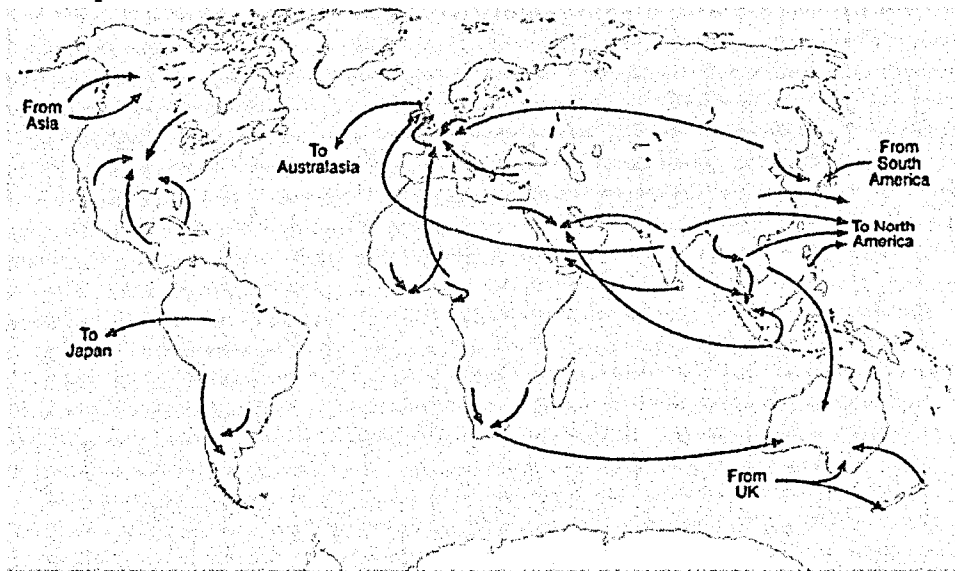 From
Asia
To
Australasia
From
South
America
To North
America
To
Japan
From
UK